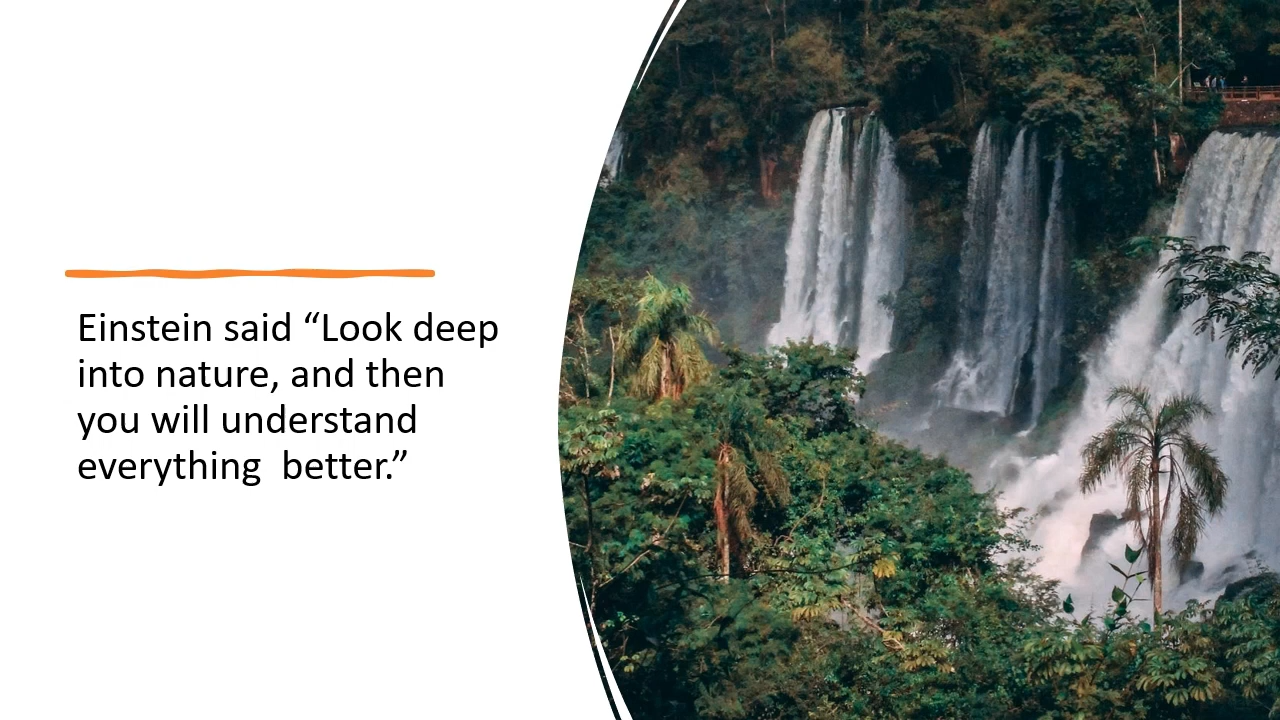 Einstein said “Look deep
into nature, and then
you will understand
everything  better.”